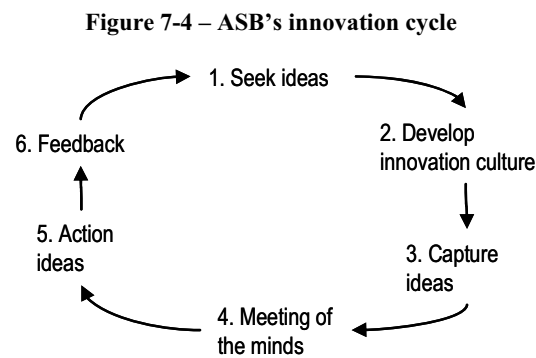 Figure 7-4 – ASB's innovation cycle
1. Seek ideas
2. Develop
innovation culture
3. Capture
ideas
4. Meeting of
the minds
5. Action
ideas
6. Feedback